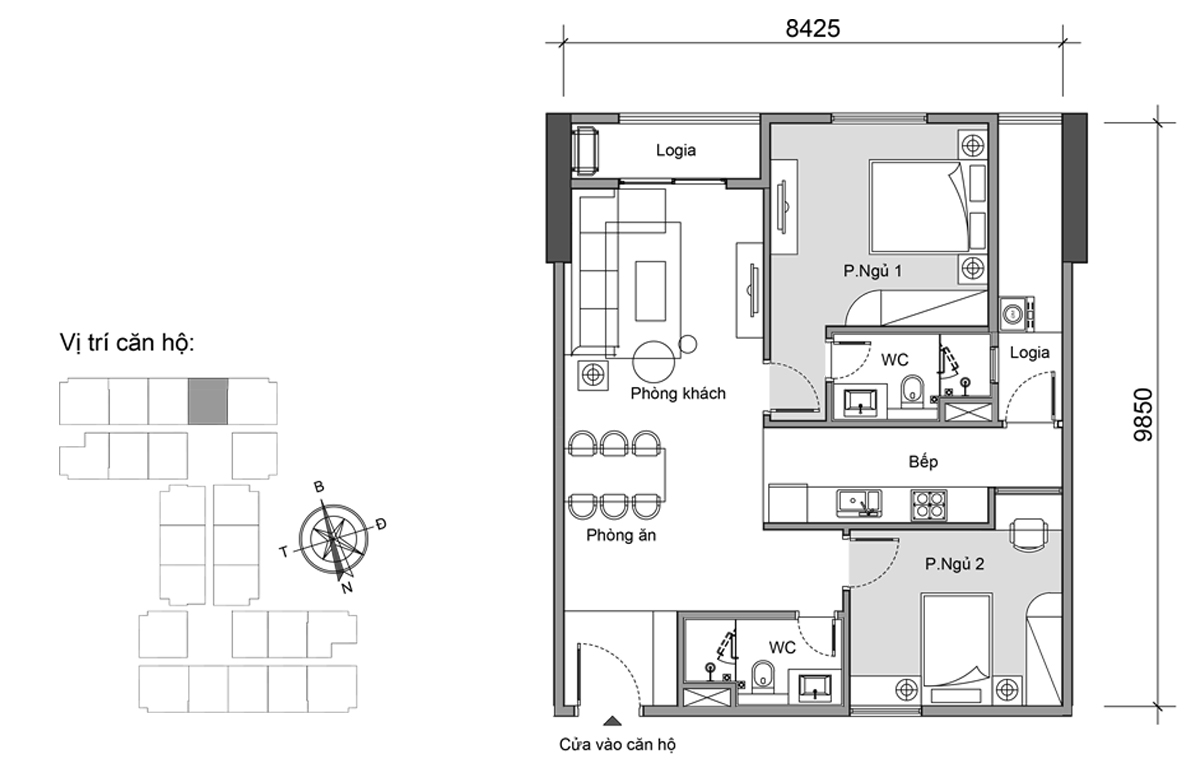 8425
Logia
P.Ngủ 1
9850
Vị trí căn hộ:
WC
Logia
Phòng khách
Bếp
B
Đ
T
N
Phòng ăn
P.Ngủ 2
WC
Cửa vào căn hộ